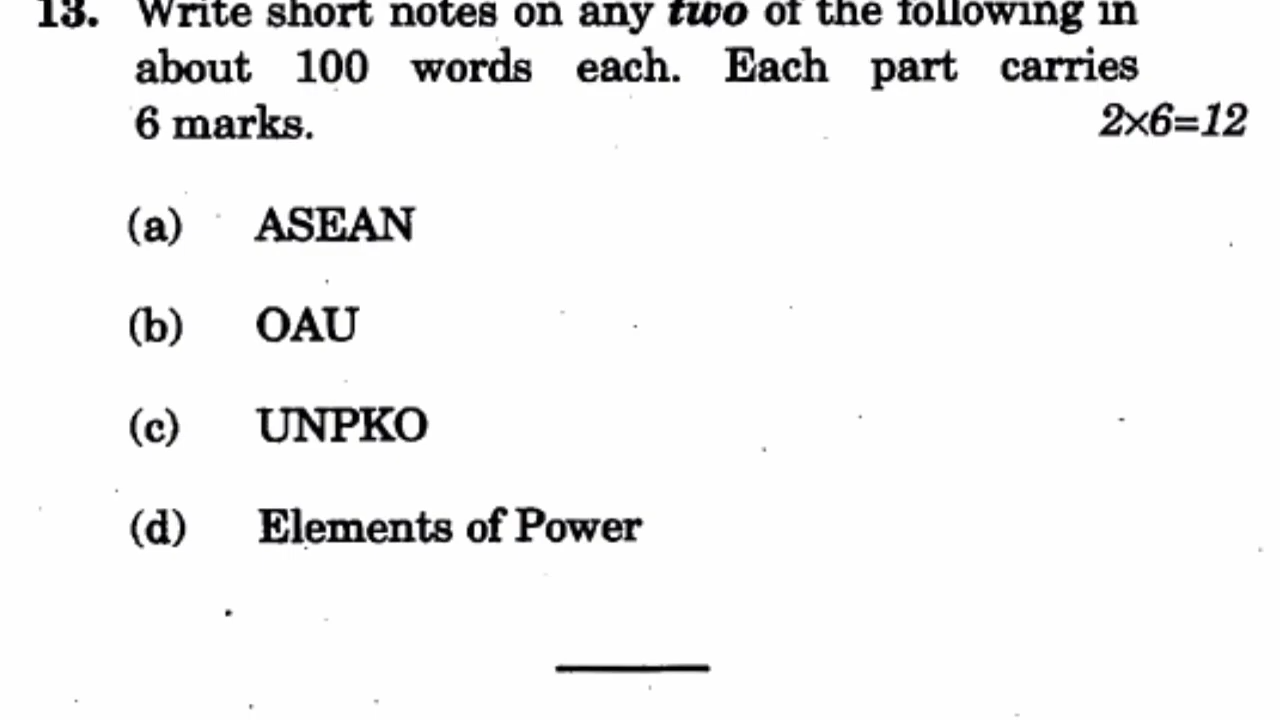 13. Write short notes on any two of the following in
about 100 words each. Each part carries
6 marks. 2×6=12
(a) ASEAN
(b) OAU
(c) UNPKO
(d) Elements of Power